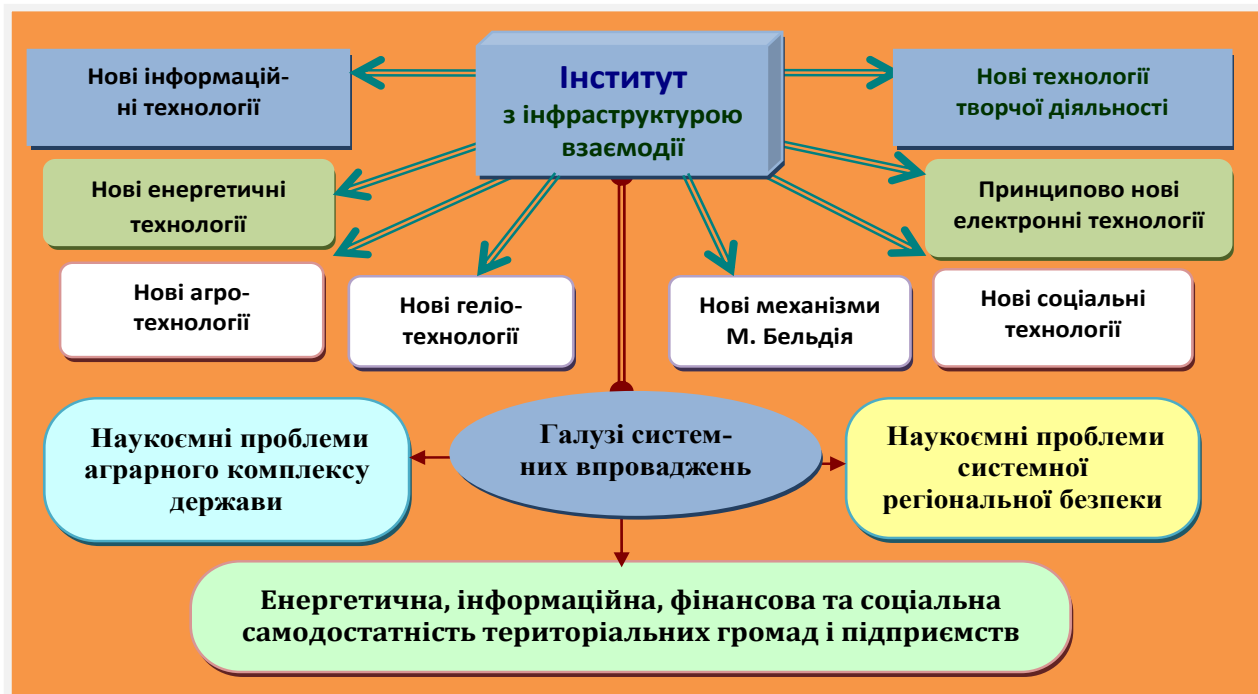 Інститут
з інфраструктурою
взаємодії
Нові інформацій-
ні технології
Нові технології
творчої діяльності
Нові енергетичні
технології
Принципово нові
електронні технології
Нові агро-
технології
Нові геліо-
технології
Нові механізми
М. Бельдія
Нові соціальні
технології
Галузі систем-
них впроваджень
Наукоємні проблеми
аграрного комплексу
держави
Наукоємні проблеми
системної
регіональної безпеки
Енергетична, інформаційна, фінансова та соціальна
самодостатність територіальних громад і підприємств